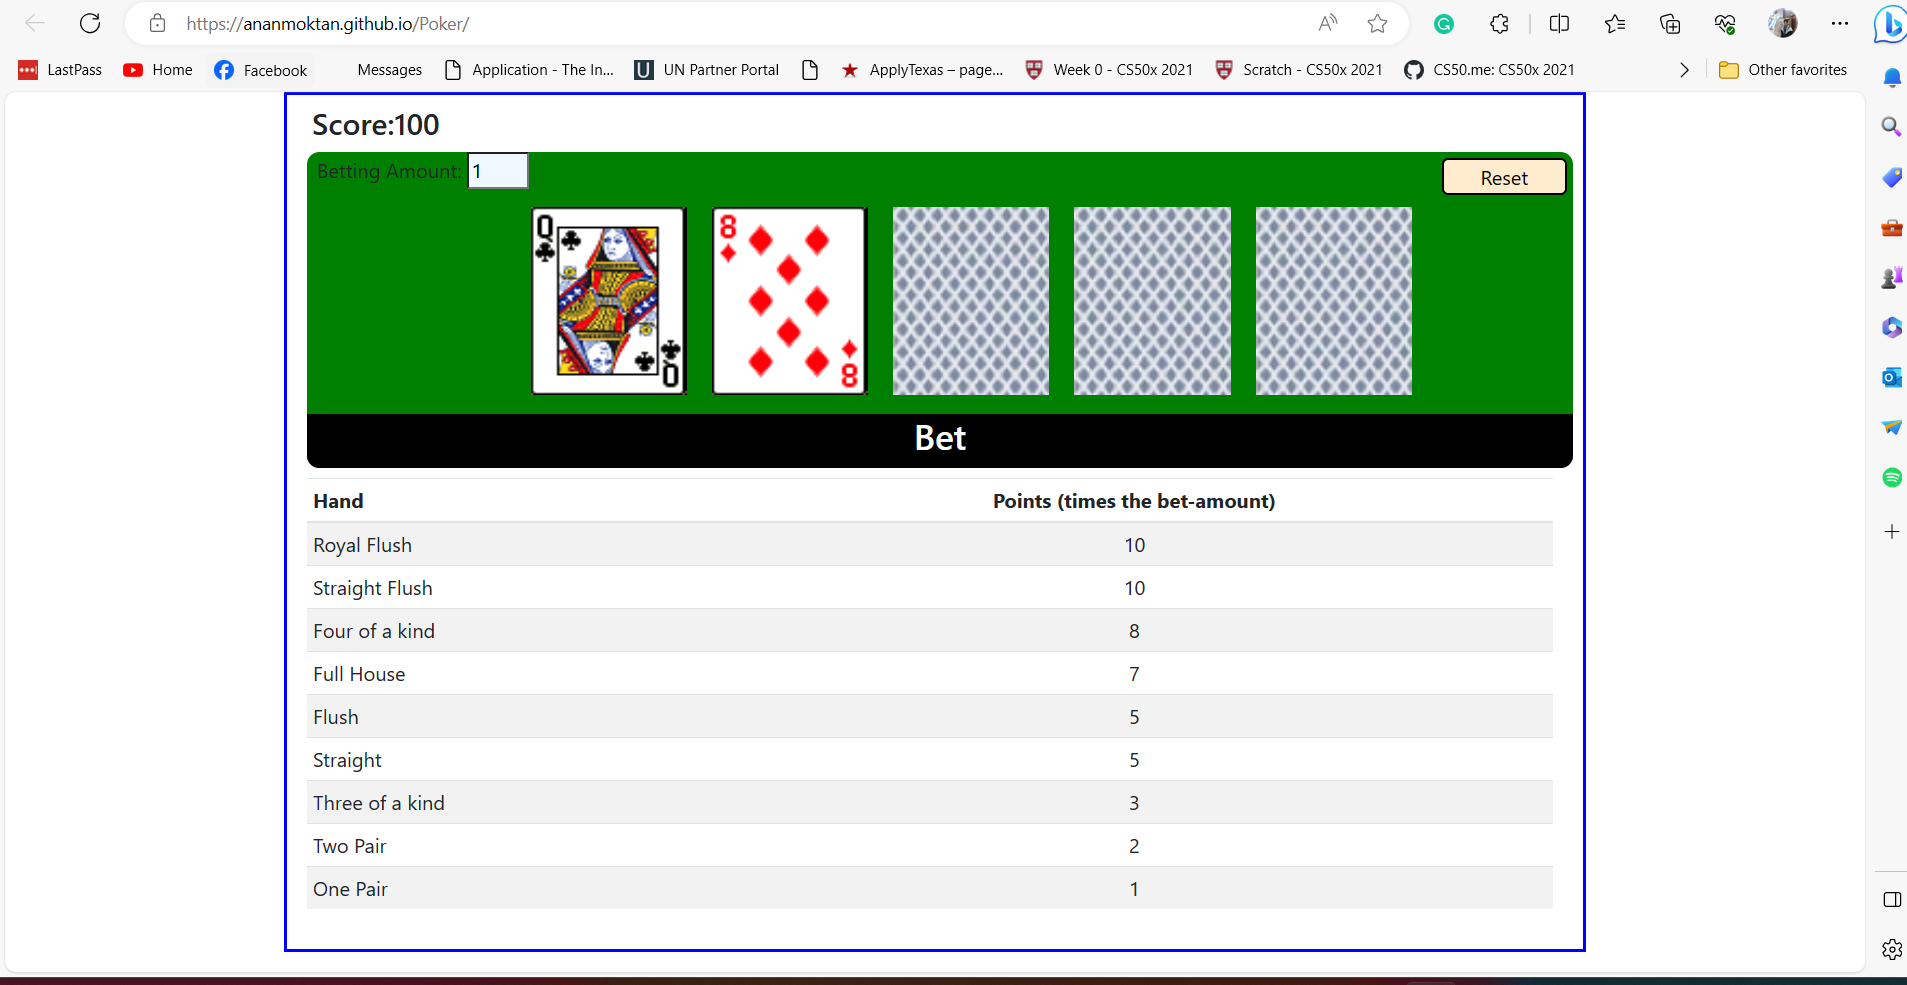 https://ananmoktan.github.io/Poker/
LastPass Home Facebook Messages Application - The In... UN Partner Portal ApplyTexas – page... Week 0 - CS50x 2021 Scratch - CS50x 2021 CS50.me: CS50x 2021 Other favorites
Score:100
Betting Amount: 1 Reset
Q 8
Q 8
Bet
Hand Points (times the bet-amount)
Royal Flush 10
Straight Flush 10
Four of a kind 8
Full House 7
Flush 5
Straight 5
Three of a kind 3
Two Pair 2
One Pair 1